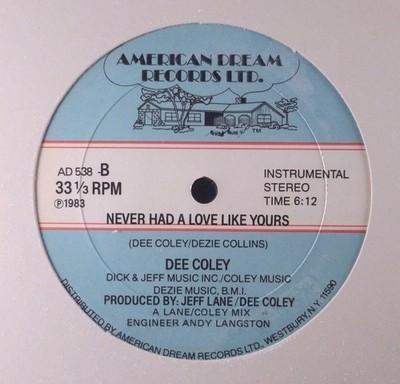 AMERICAN DREAM
RECORDS LTD.
TM
AD 538 -B
33 1/3 RPM
℗1983
INSTRUMENTAL
STEREO
TIME 6:12
NEVER HAD A LOVE LIKE YOURS
(DEE COLEY/DEZIE COLLINS)
DEE COLEY
DICK & JEFF MUSIC INC./COLEY MUSIC
DEZIE MUSIC, B.M.I.
PRODUCED BY: JEFF LANE/DEE COLEY
A LANE/COLEY MIX
ENGINEER ANDY LANGSTON
DISTRIBUTED BY AMERICAN DREAM RECORDS LTD., WESTBURY, N.Y. 11590